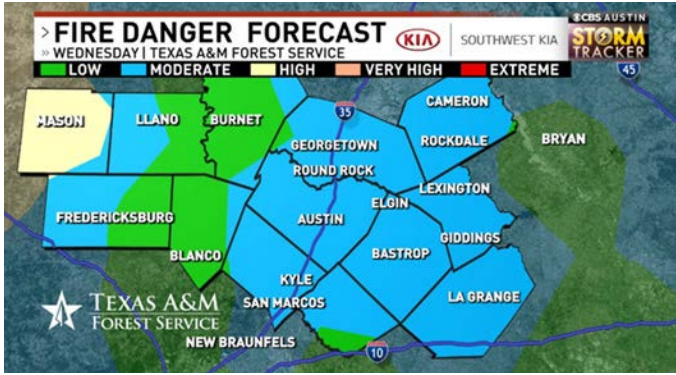 > FIRE DANGER FORECAST
» WEDNESDAY | TEXAS A&M FOREST SERVICE
KIA
SOUTHWEST KIA
CBS AUSTIN
STORM
TRACKER
LOW MODERATE HIGH VERY HIGH EXTREME
45
MASON
LLANO
BURNET
35
CAMERON
GEORGETOWN
ROCKDALE
BRYAN
ROUND ROCK
LEXINGTON
FREDERICKSBURG
AUSTIN
ELGIN
GIDDINGS
BLANCO
BASTROP
KYLE
SAN MARCOS
LA GRANGE
TEXAS A&M
FOREST SERVICE
NEW BRAUNFELS
10